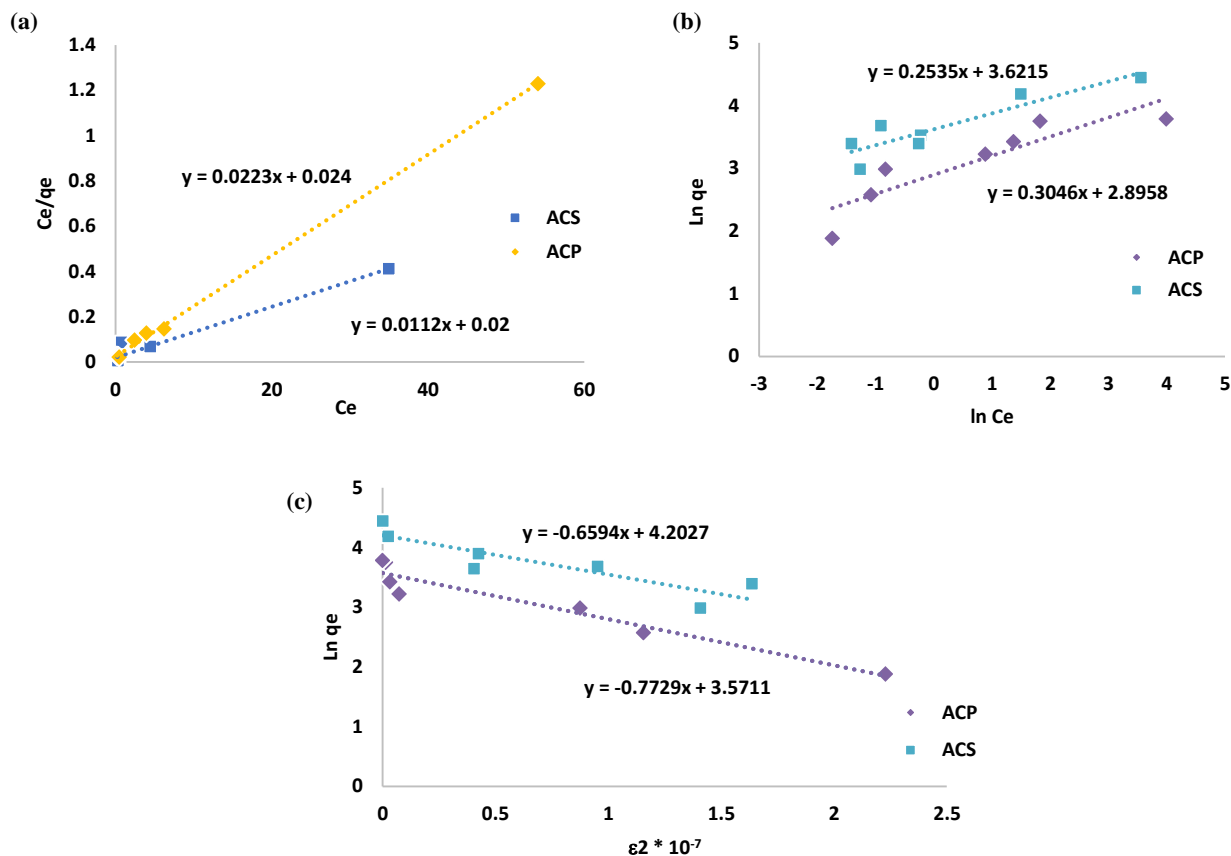 (a)
1.4
1.2
1
0.8
0.6
0.4
0.2
0
Ce/qe
y = 0.0223x + 0.024
y = 0.0112x + 0.02
ACS
ACP
0 20 40 60
Ce
(b)
5
4
3
2
1
0
Ln qe
y = 0.2535x + 3.6215
y = 0.3046x + 2.8958
ACP
ACS
-3 -2 -1 0 1 2 3 4 5
ln Ce
(c)
5
4
3
2
1
0
Ln qe
y = -0.6594x + 4.2027
y = -0.7729x + 3.5711
ACP
ACS
0 0.5 1 1.5 2 2.5
ε2 * 10⁻⁷